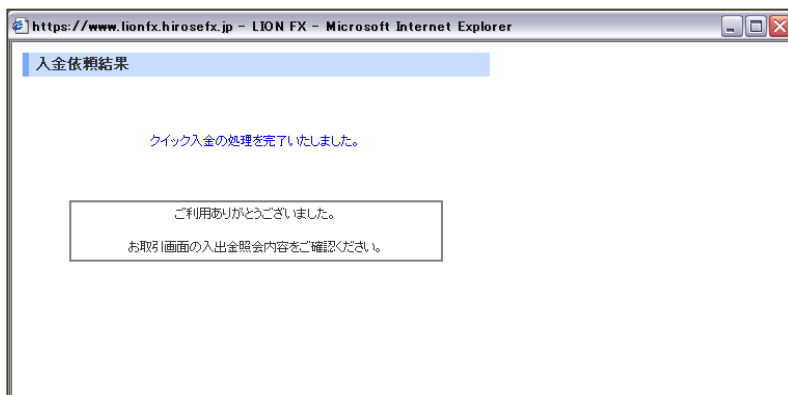 https://www.lionfx.hirosefx.jp - LION FX - Microsoft Internet Explorer
入金依頼結果
クイック入金の処理を完了いたしました。
ご利用ありがとうございました。
お取引画面の入出金照会内容をご確認ください。